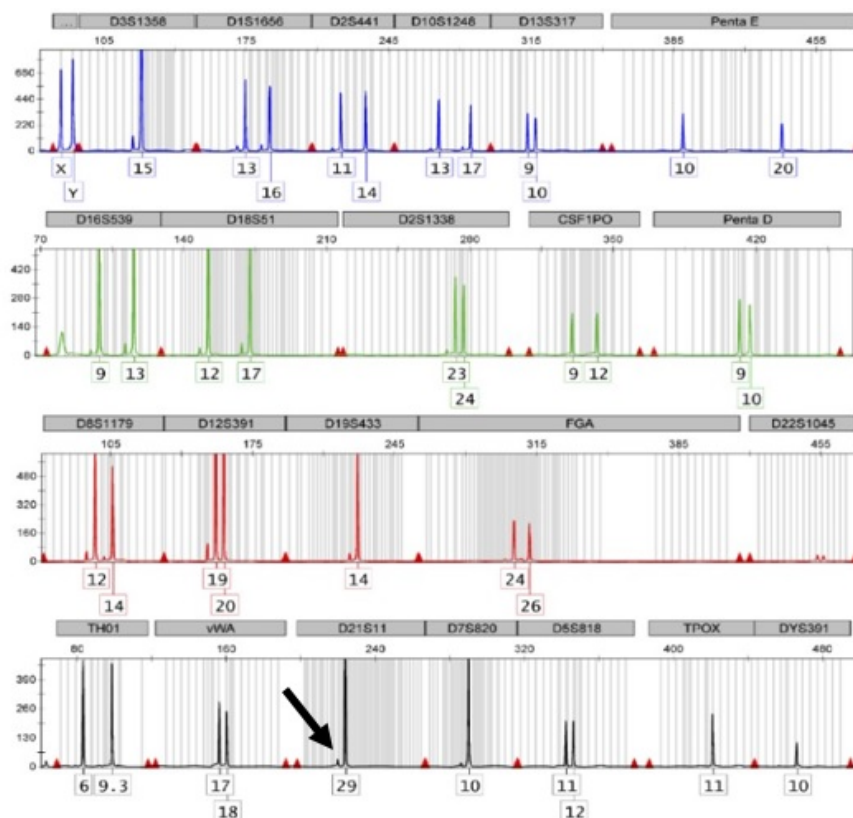 ... D3S1358 D1S1656 D2S441 D10S1248 D13S317 Penta E
105 175 245 315 385 455
650
440
220
0
X 15 13 11 13 17 9 10 20
Y 16 14 10
D16S539 D18S51 D2S1338 CSF1PO Penta D
70 140 210 280 350 420
420
280
140
0
9 13 12 17 23 9 12 9
24 10
D8S1179 D12S391 D19S433 FGA D22S1045
105 175 245 315 385 455
480
320
160
0
12 19 14 24
14 20 26
TH01 vWA D21S11 D7S820 D5S818 TPOX DYS391
80 160 240 320 400 480
390
260
130
0
6 9.3 17 29 10 11 11 10
18 12